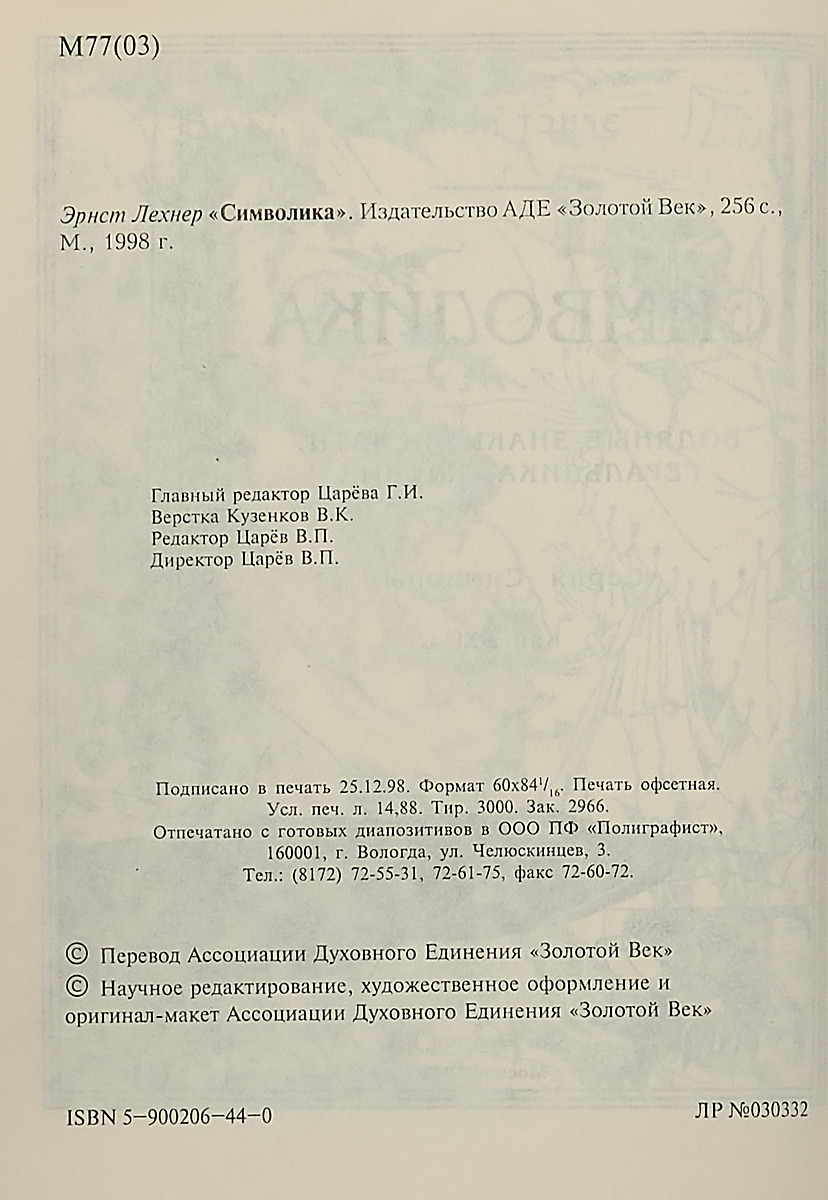 М77(03)
Эрнст Лехнер «Символика». Издательство АДЕ «Золотой Век», 256 с.,
М., 1998 г.
Главный редактор Царёва Г.И.
Верстка Кузенков В.К.
Редактор Царёв В.П.
Директор Царёв В.П.
Подписано в печать 25.12.98. Формат 60х84¹/₁₆. Печать офсетная.
Усл. печ. л. 14,88. Тир. 3000. Зак. 2966.
Отпечатано с готовых диапозитивов в ООО ПФ «Полиграфист»,
160001, г. Вологда, ул. Челюскинцев, 3.
Тел.: (8172) 72-55-31, 72-61-75, факс 72-60-72.
© Перевод Ассоциации Духовного Единения «Золотой Век»
© Научное редактирование, художественное оформление и
оригинал-макет Ассоциации Духовного Единения «Золотой Век»
ISBN 5–900206–44–0
ЛР №030332